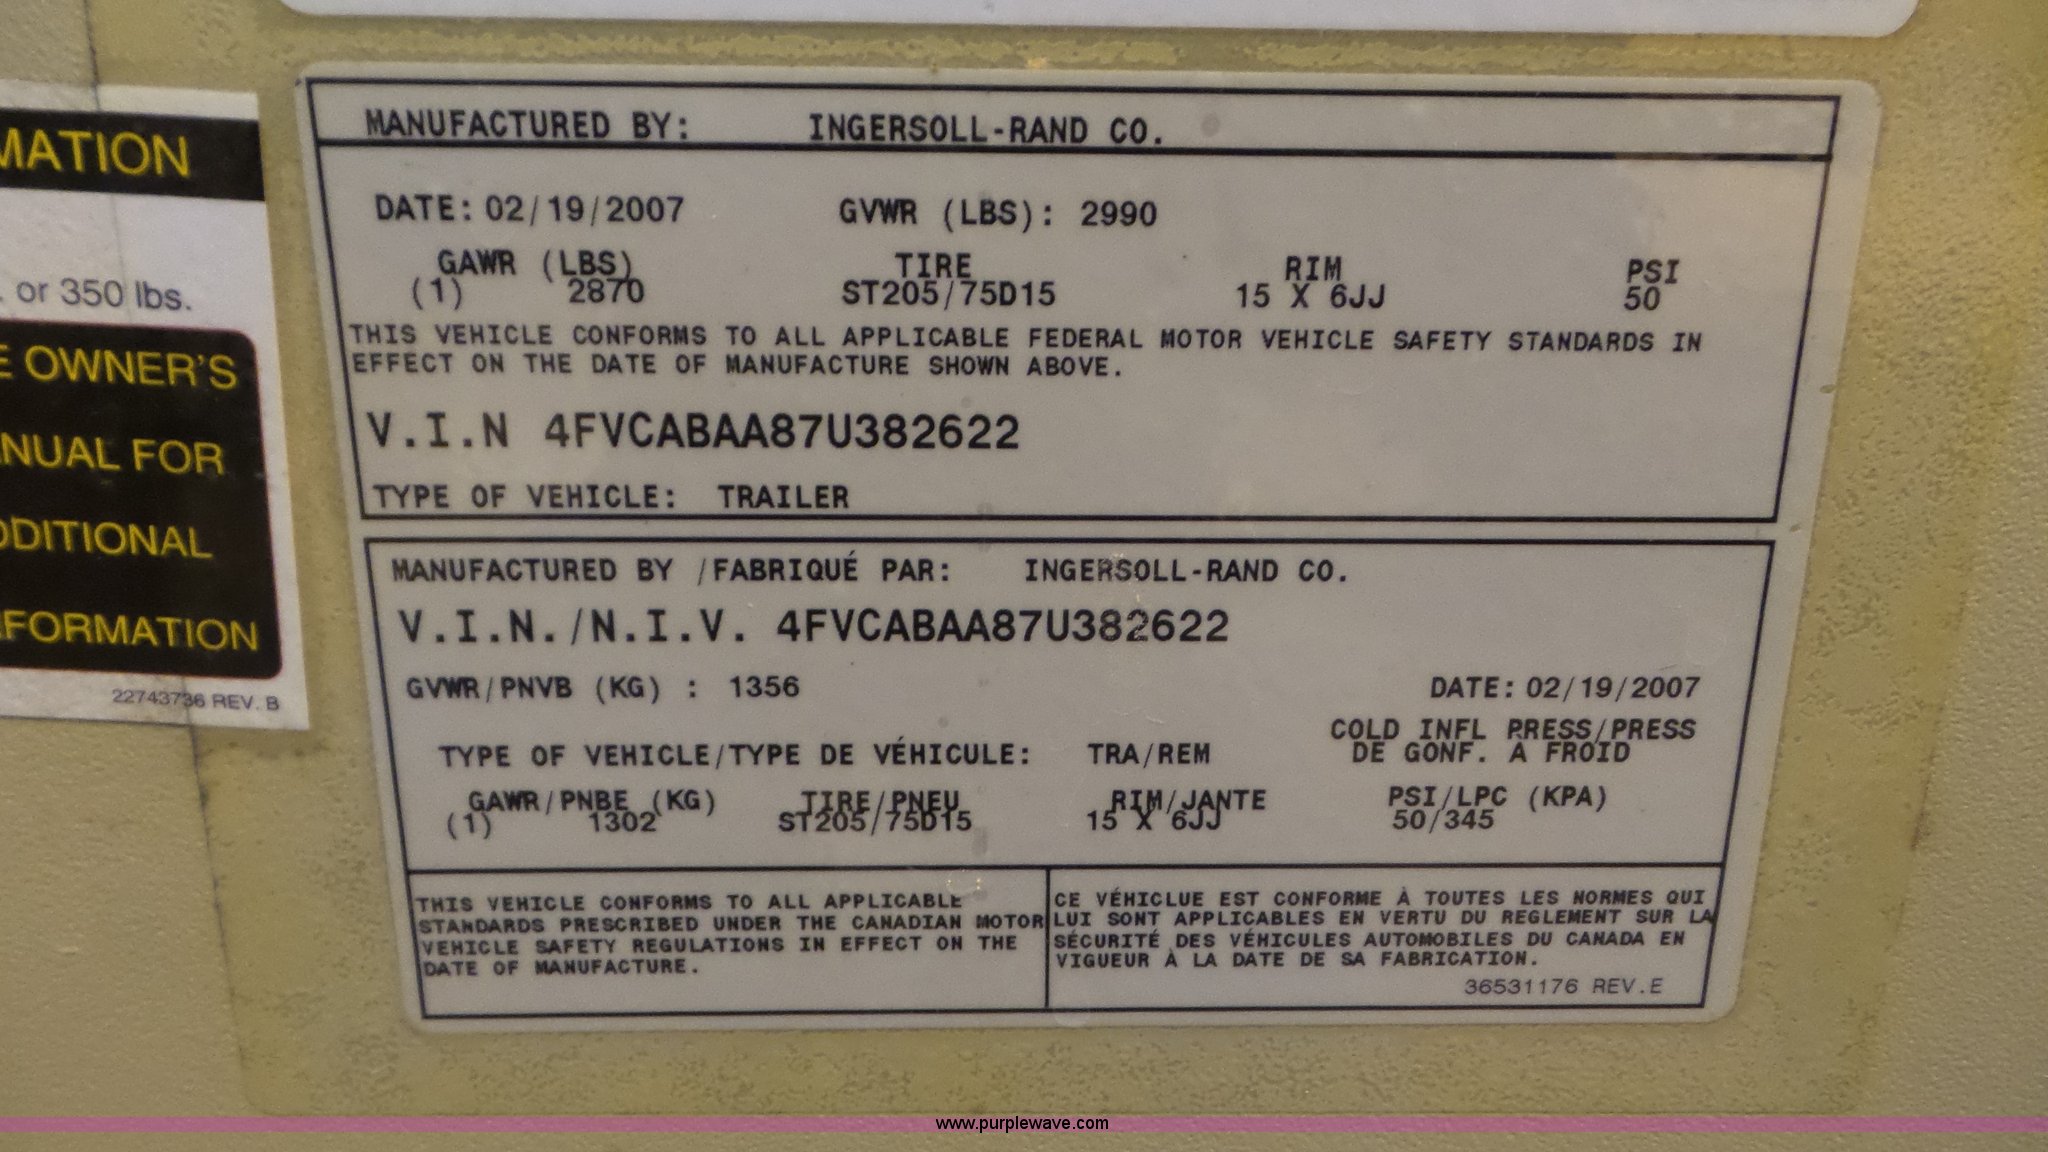 MATION
. or 350 lbs.
E OWNER'S
NUAL FOR
DDITIONAL
FORMATION
22743736 REV. B
MANUFACTURED BY: INGERSOLL-RAND CO.
DATE: 02/19/2007 GVWR (LBS): 2990
GAWR (LBS) TIRE RIM PSI
(1) 2870 ST205/75D15 15 X 6JJ 50
THIS VEHICLE CONFORMS TO ALL APPLICABLE FEDERAL MOTOR VEHICLE SAFETY STANDARDS IN
EFFECT ON THE DATE OF MANUFACTURE SHOWN ABOVE.
V.I.N 4FVCABAA87U382622
TYPE OF VEHICLE: TRAILER
MANUFACTURED BY /FABRIQUÉ PAR: INGERSOLL-RAND CO.
V.I.N./N.I.V. 4FVCABAA87U382622
GVWR/PNVB (KG) : 1356 DATE: 02/19/2007
COLD INFL PRESS/PRESS
DE GONF. A FROID
TYPE OF VEHICLE/TYPE DE VÉHICULE: TRA/REM
GAWR/PNBE (KG) TIRE/PNEU RIM/JANTE PSI/LPC (KPA)
(1) 1302 ST205/75D15 15 X 6JJ 50/345
THIS VEHICLE CONFORMS TO ALL APPLICABLE
STANDARDS PRESCRIBED UNDER THE CANADIAN MOTOR
VEHICLE SAFETY REGULATIONS IN EFFECT ON THE
DATE OF MANUFACTURE.
CE VÉHICLUE EST CONFORME À TOUTES LES NORMES QUI
LUI SONT APPLICABLES EN VERTU DU REGLEMENT SUR LA
SÉCURITÉ DES VÉHICULES AUTOMOBILES DU CANADA EN
VIGUEUR À LA DATE DE SA FABRICATION.
36531176 REV.E
www.purplewave.com